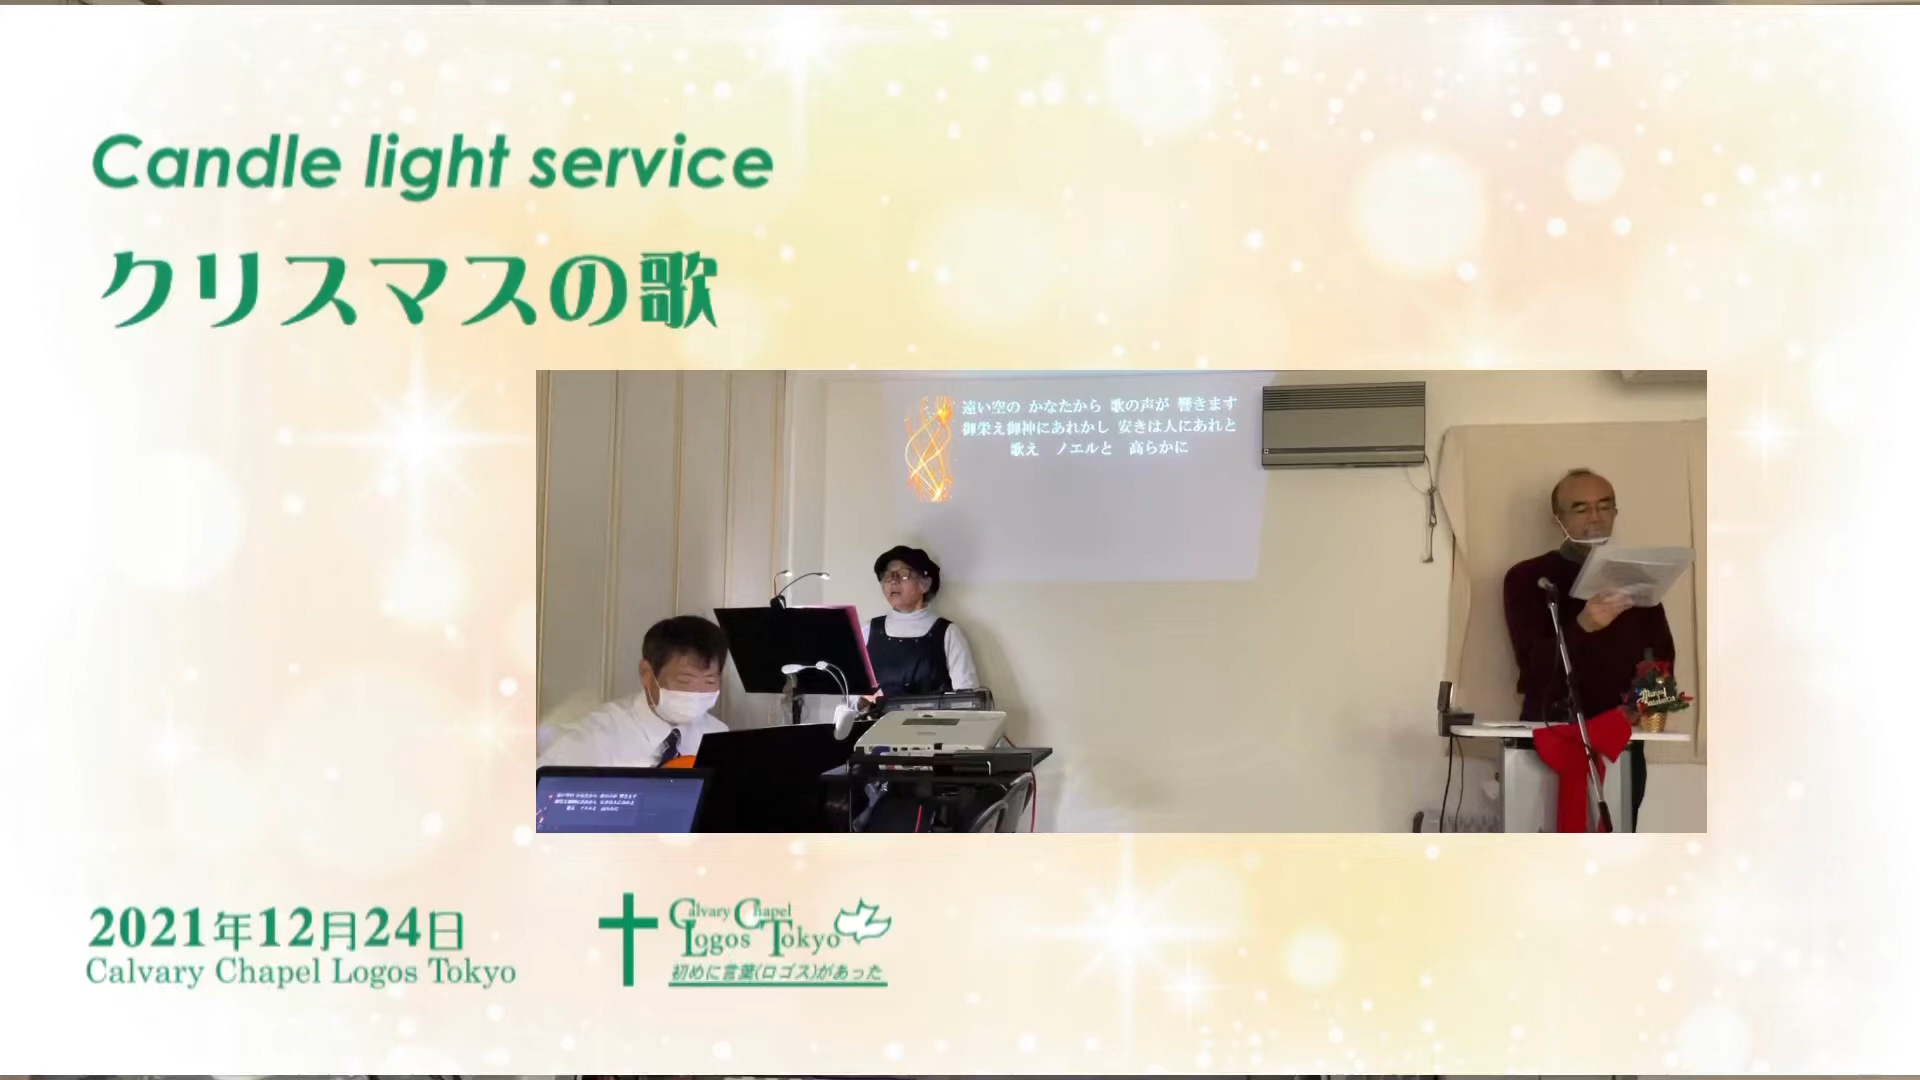 Candle light service
クリスマスの歌
遠い空の かなたから 歌の声が 響きます
御栄え御神にあれかし 安きは人にあれと
歌え ノエルと 高らかに
2021年12月24日
Calvary Chapel Logos Tokyo
Calvary Chapel
Logos Tokyo
初めに言葉(ロゴス)があった